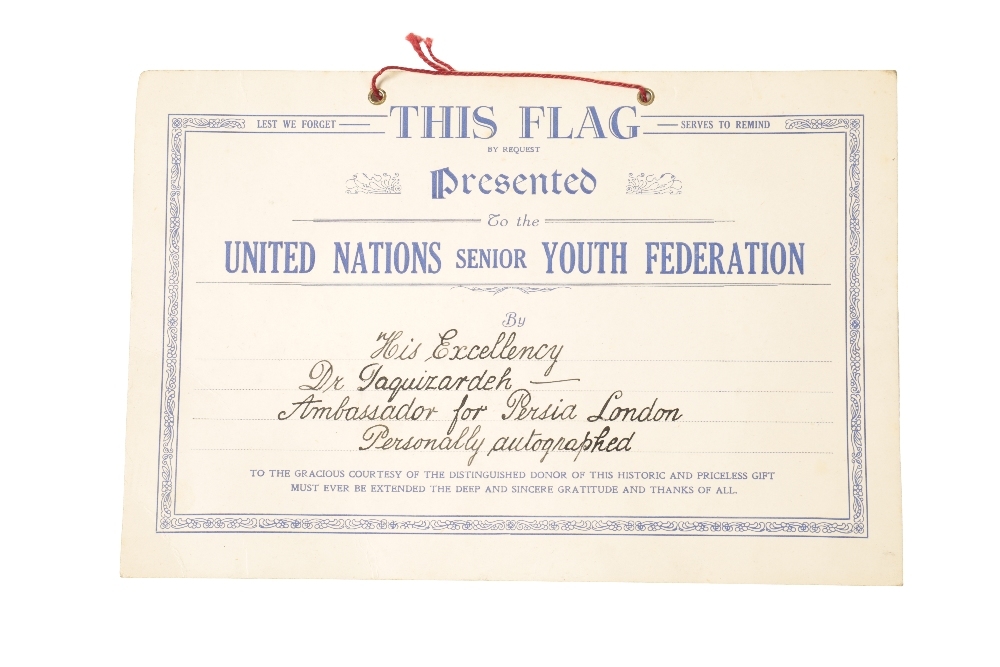 LEST WE FORGET THIS FLAG SERVES TO REMIND
BY REQUEST
Presented
To the
UNITED NATIONS SENIOR YOUTH FEDERATION
By
His Excellency
Dr Taquizardeh —
Ambassador for Persia London
Personally autographed
TO THE GRACIOUS COURTESY OF THE DISTINGUISHED DONOR OF THIS HISTORIC AND PRICELESS GIFT
MUST EVER BE EXTENDED THE DEEP AND SINCERE GRATITUDE AND THANKS OF ALL.